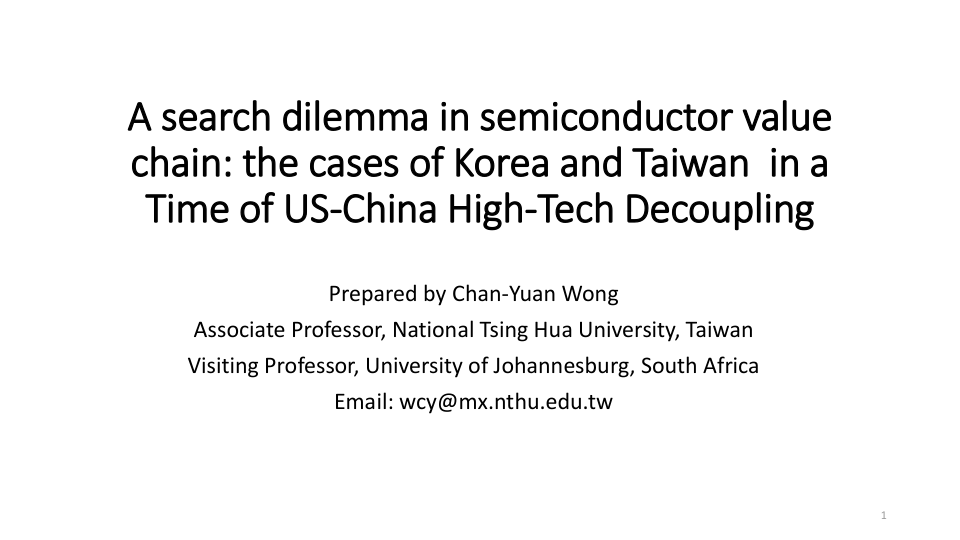 A search dilemma in semiconductor value
chain: the cases of Korea and Taiwan  in a
Time of US-China High-Tech Decoupling
Prepared by Chan-Yuan Wong
Associate Professor, National Tsing Hua University, Taiwan
Visiting Professor, University of Johannesburg, South Africa
Email: wcy@mx.nthu.edu.tw
1